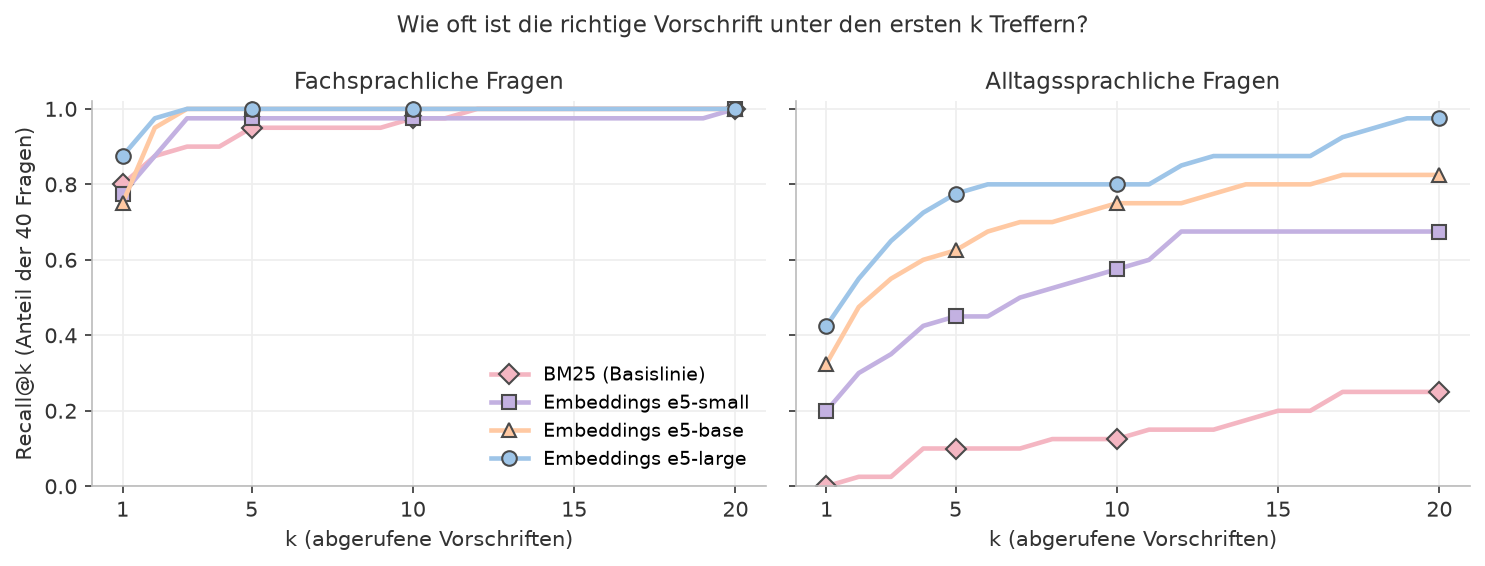 Wie oft ist die richtige Vorschrift unter den ersten k Treffern?
Fachsprachliche Fragen
Alltagssprachliche Fragen
Recall@k (Anteil der 40 Fragen)
1.0
0.8
0.6
0.4
0.2
0.0
BM25 (Basislinie)
Embeddings e5-small
Embeddings e5-base
Embeddings e5-large
1 5 10 15 20
1 5 10 15 20
k (abgerufene Vorschriften)
k (abgerufene Vorschriften)